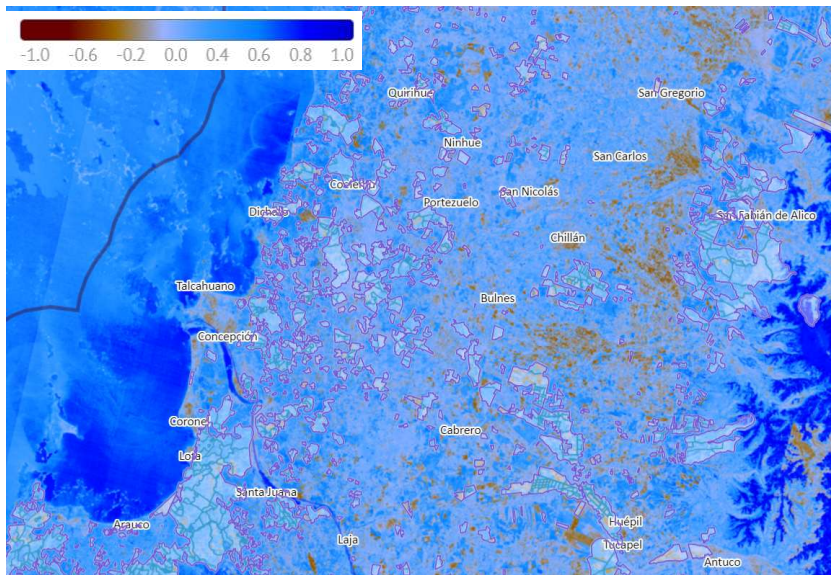 -1.0 -0.6 -0.2 0.0 0.4 0.6 0.8 1.0
Quirihue
San Gregorio
Ninhue
San Carlos
San Nicolás
Portezuelo
Dichato
San Fabián de Alico
Chillán
Talcahuano
Bulnes
Concepción
Coronel
Cabrero
Lota
Santa Juana
Arauco
Huépil
Laja
Tucapel
Antuco